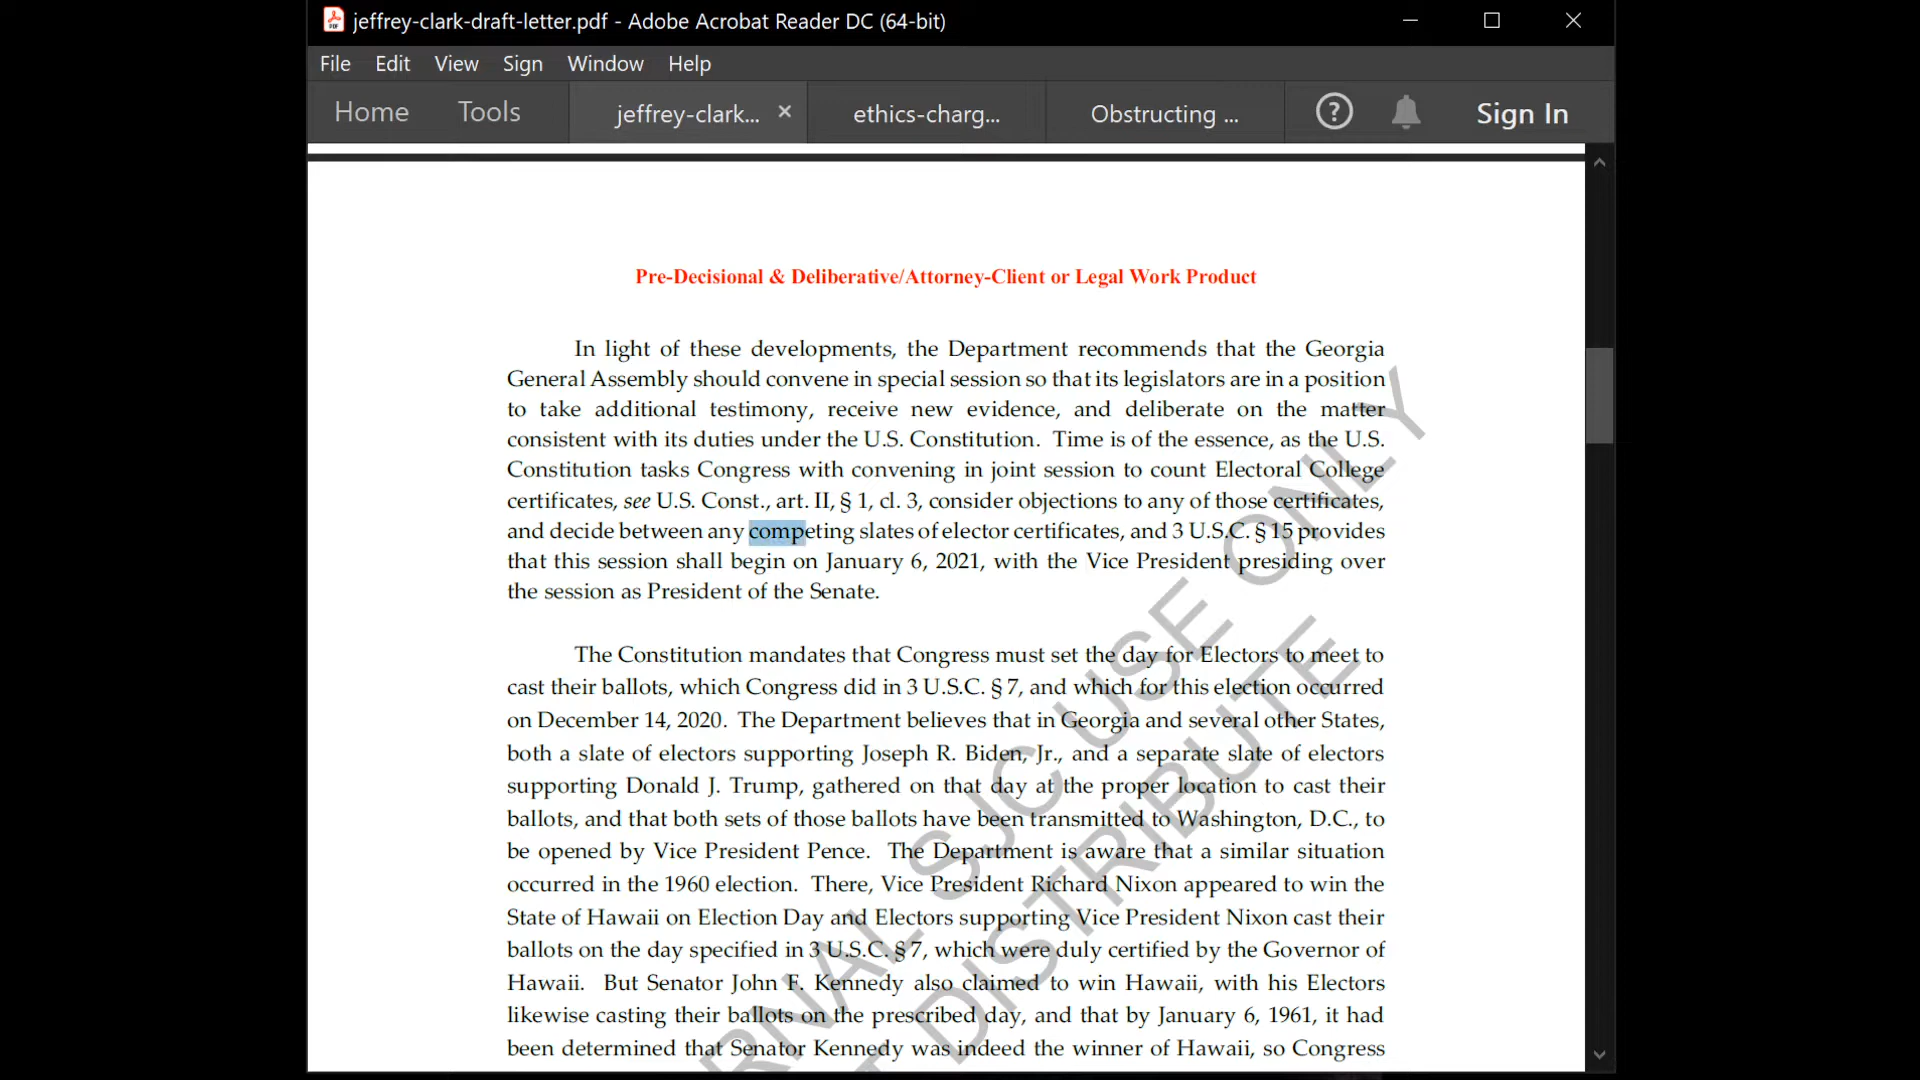 jeffrey-clark-draft-letter.pdf - Adobe Acrobat Reader DC (64-bit)
File Edit View Sign Window Help
Home Tools jeffrey-clark... × ethics-charg... Obstructing ... ? Sign In
Pre-Decisional & Deliberative/Attorney-Client or Legal Work Product
In light of these developments, the Department recommends that the Georgia
General Assembly should convene in special session so that its legislators are in a position
to take additional testimony, receive new evidence, and deliberate on the matter
consistent with its duties under the U.S. Constitution. Time is of the essence, as the U.S.
Constitution tasks Congress with convening in joint session to count Electoral College
certificates, see U.S. Const., art. II, § 1, cl. 3, consider objections to any of those certificates,
and decide between any competing slates of elector certificates, and 3 U.S.C. § 15 provides
that this session shall begin on January 6, 2021, with the Vice President presiding over
the session as President of the Senate.
The Constitution mandates that Congress must set the day for Electors to meet to
cast their ballots, which Congress did in 3 U.S.C. § 7, and which for this election occurred
on December 14, 2020. The Department believes that in Georgia and several other States,
both a slate of electors supporting Joseph R. Biden, Jr., and a separate slate of electors
supporting Donald J. Trump, gathered on that day at the proper location to cast their
ballots, and that both sets of those ballots have been transmitted to Washington, D.C., to
be opened by Vice President Pence. The Department is aware that a similar situation
occurred in the 1960 election. There, Vice President Richard Nixon appeared to win the
State of Hawaii on Election Day and Electors supporting Vice President Nixon cast their
ballots on the day specified in 3 U.S.C. § 7, which were duly certified by the Governor of
Hawaii. But Senator John F. Kennedy also claimed to win Hawaii, with his Electors
likewise casting their ballots on the prescribed day, and that by January 6, 1961, it had
been determined that Senator Kennedy was indeed the winner of Hawaii, so Congress
RNAL SJC USE ONLY
T DISTRIBUTE